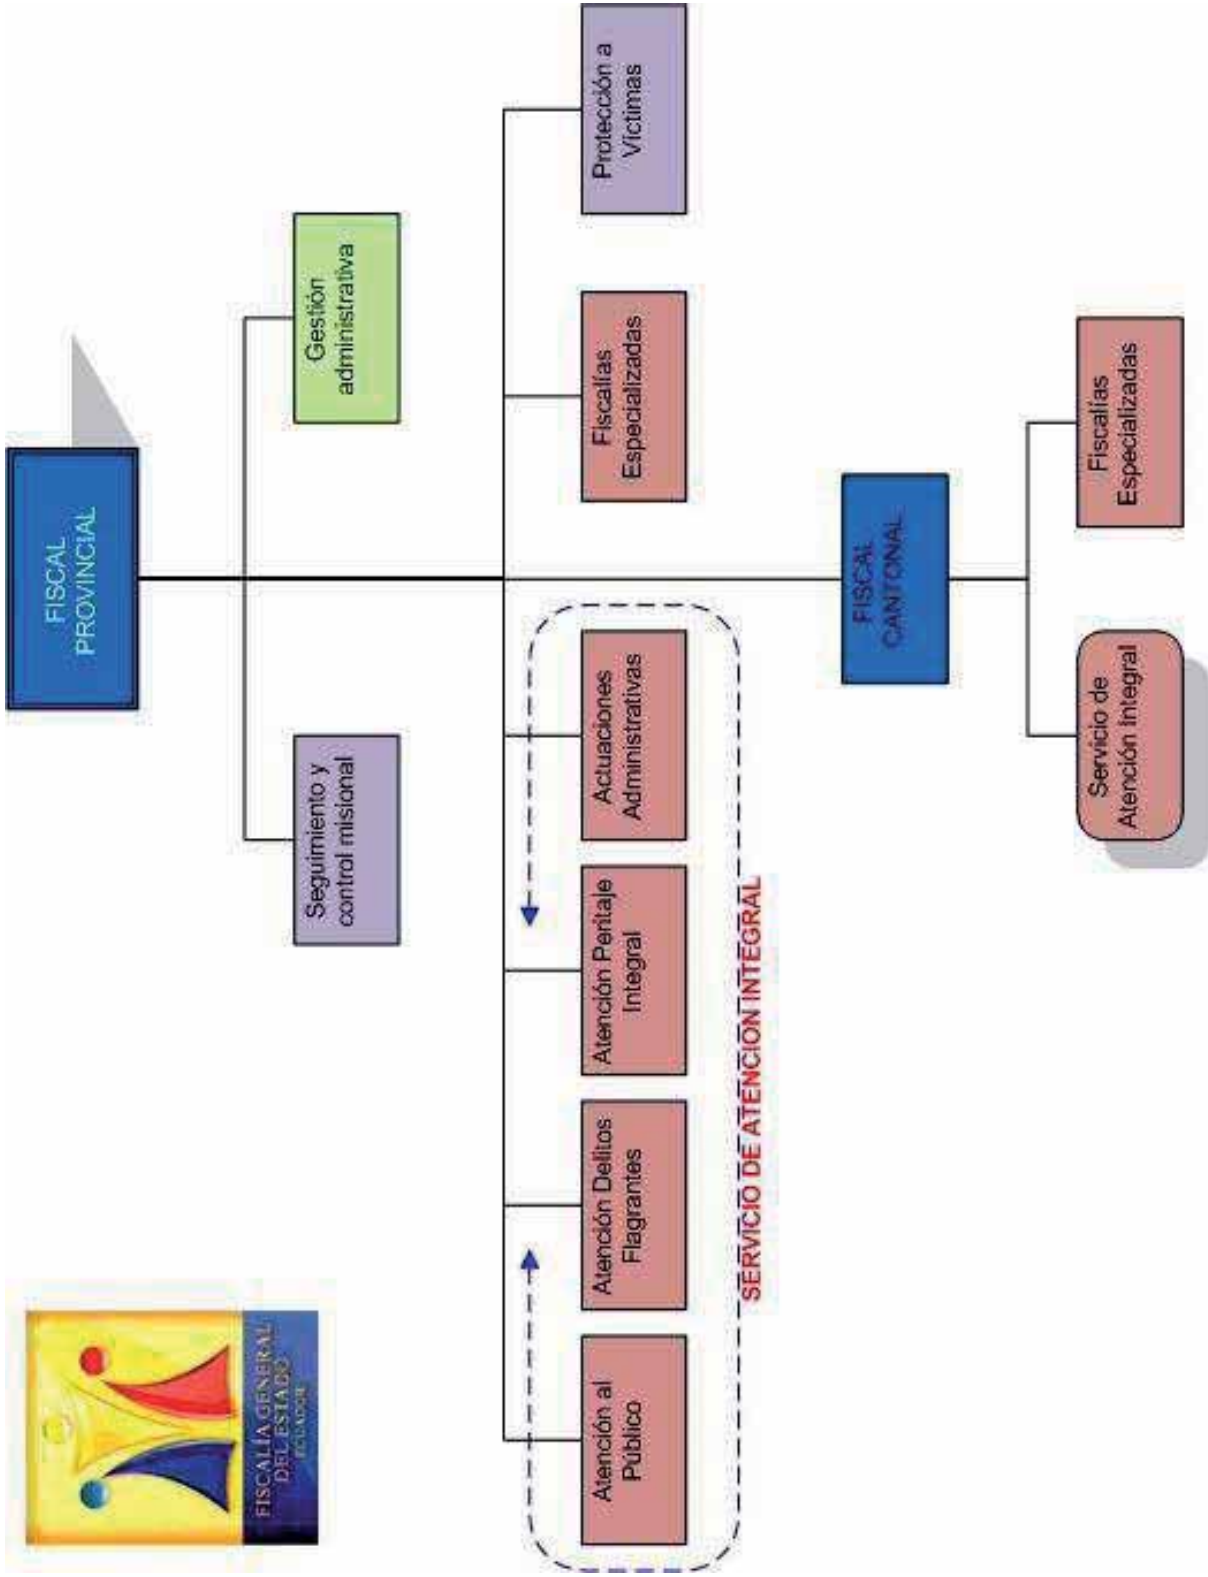 FISCALÍA GENERAL
DEL ESTADO
ECUADOR
FISCAL
PROVINCIAL
Seguimiento y
control misional
Gestión
administrativa
Atención al
Público
Atención Delitos
Flagrantes
Atención Peritaje
Integral
Actuaciones
Administrativas
Fiscalías
Especializadas
Protección a
Víctimas
SERVICIO DE ATENCION INTEGRAL
FISCAL
CANTONAL
Servicio de
Atención Integral
Fiscalías
Especializadas